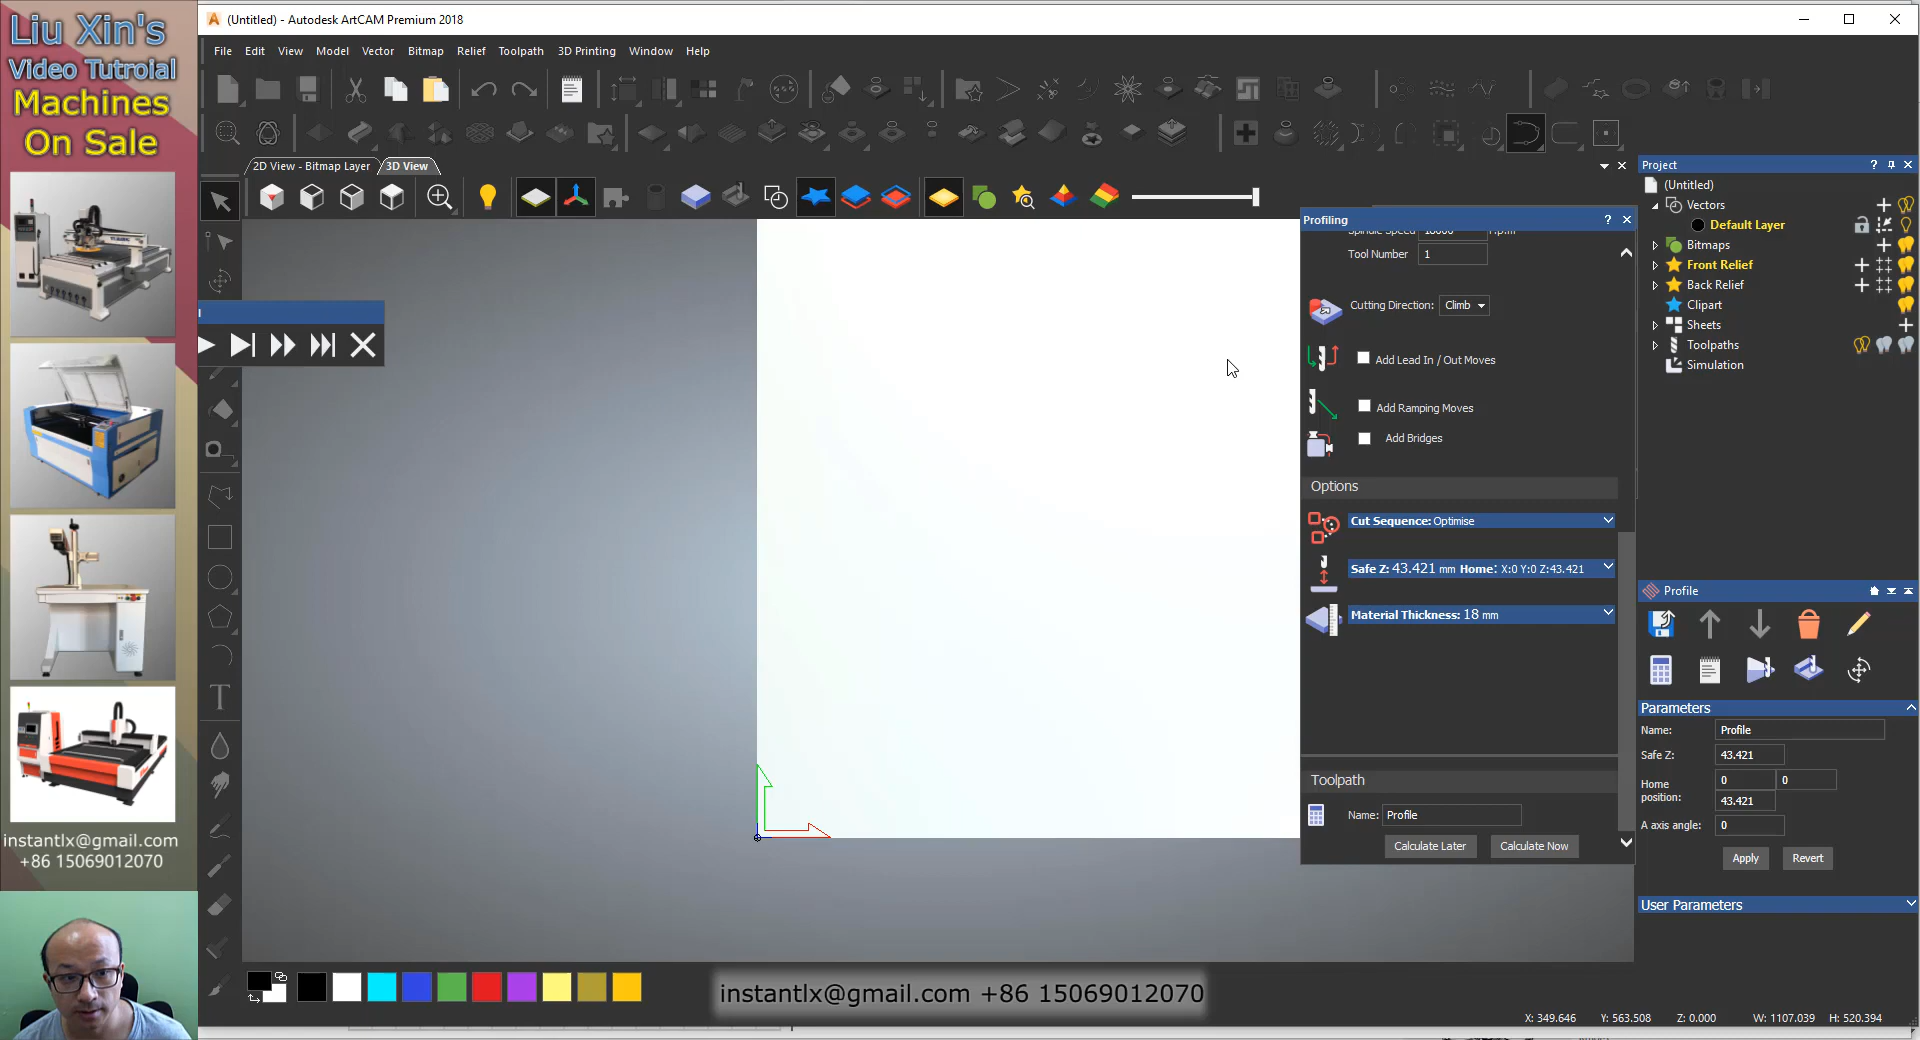 Liu Xin's
Video Tutroial
Machines
On Sale
instantlx@gmail.com
+86 15069012070
(Untitled) - Autodesk ArtCAM Premium 2018
File Edit View Model Vector Bitmap Relief Toolpath 3D Printing Window Help
2D View - Bitmap Layer 3D View
Profiling ?
Spindle Speed 18000 r.p.m
Tool Number 1
Cutting Direction: Climb
Add Lead In / Out Moves
Add Ramping Moves
Add Bridges
Options
Cut Sequence: Optimise
Safe Z: 43.421 mm Home: X:0 Y:0 Z:43.421
Material Thickness: 18 mm
Toolpath
Name: Profile
Calculate Later Calculate Now
Project ?
(Untitled)
Vectors
Default Layer
Bitmaps
Front Relief
Back Relief
Clipart
Sheets
Toolpaths
Simulation
Profile
Parameters
Name: Profile
Safe Z: 43.421
Home position: 0 0
43.421
A axis angle: 0
Apply Revert
User Parameters
instantlx@gmail.com +86 15069012070
X: 349.646 Y: 563.508 Z: 0.000 W: 1107.039 H: 520.394